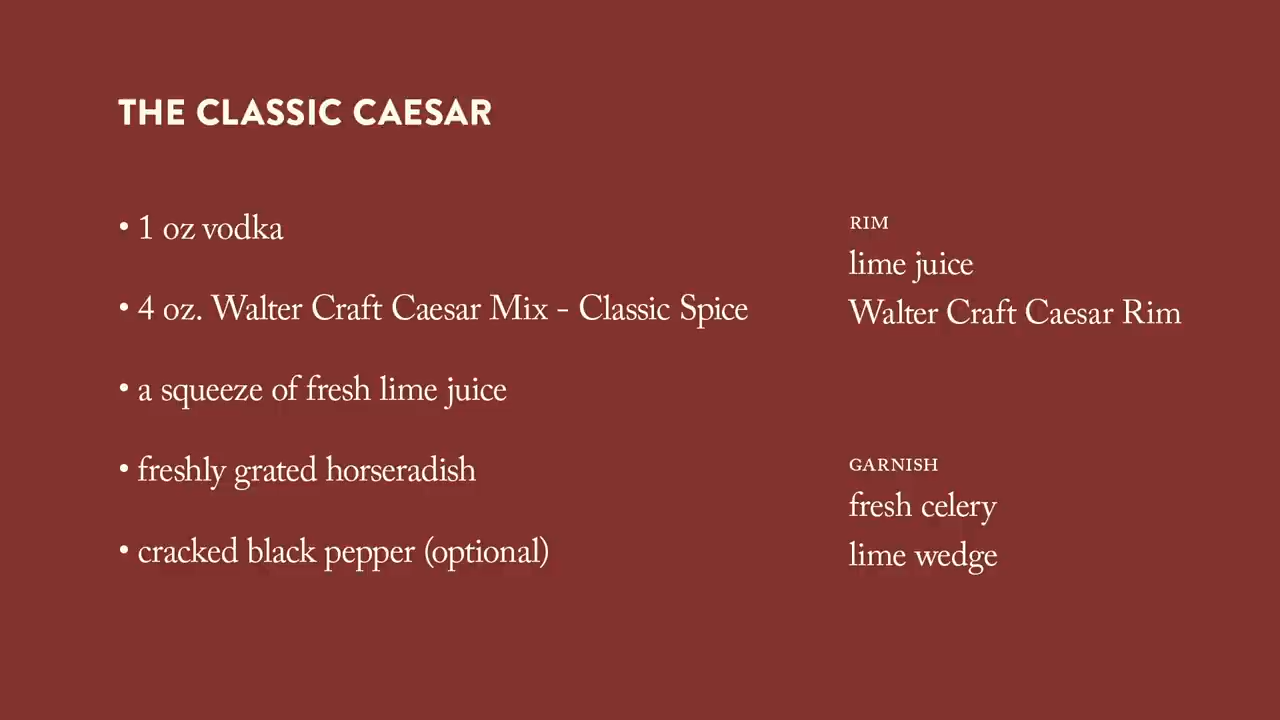 THE CLASSIC CAESAR
• 1 oz vodka
• 4 oz. Walter Craft Caesar Mix - Classic Spice
• a squeeze of fresh lime juice
• freshly grated horseradish
• cracked black pepper (optional)
RIM
lime juice
Walter Craft Caesar Rim
GARNISH
fresh celery
lime wedge